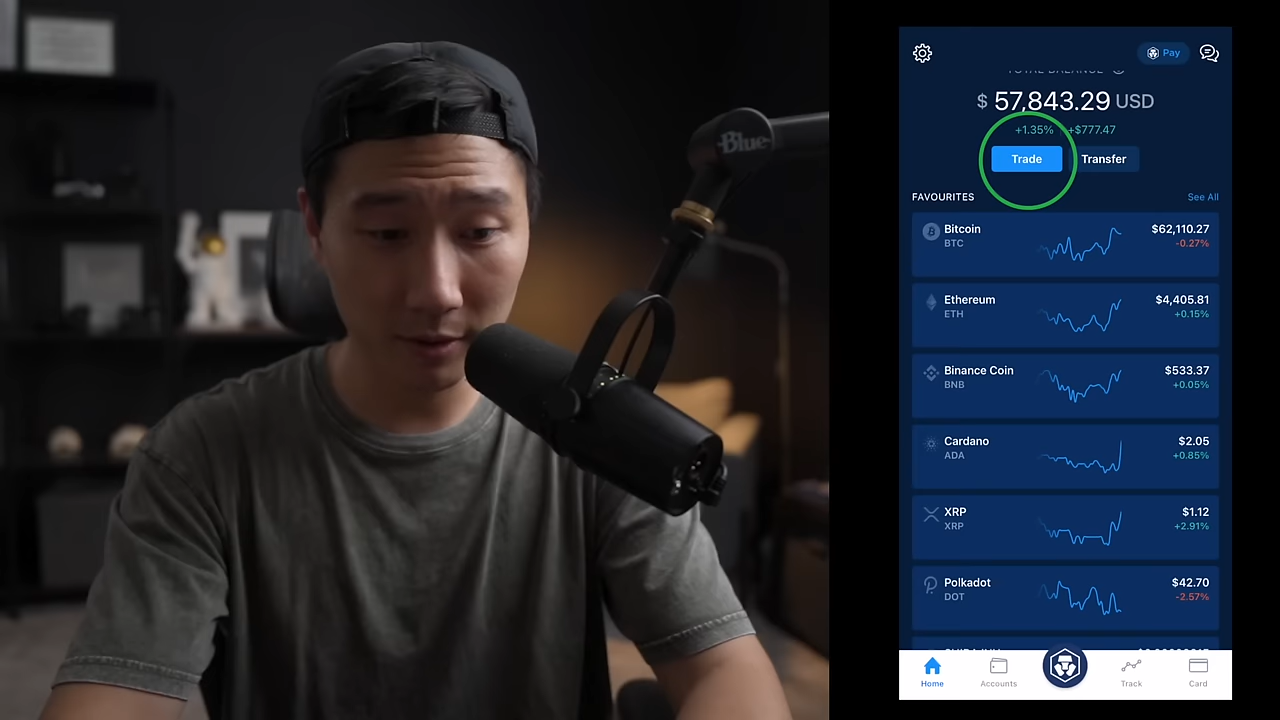 Blue
Pay
TOTAL BALANCE
$ 57,843.29 USD
+1.35% +$777.47
Trade Transfer
FAVOURITES See All
Bitcoin $62,110.27
BTC -0.27%
Ethereum $4,405.81
ETH +0.15%
Binance Coin $533.37
BNB +0.05%
Cardano $2.05
ADA +0.85%
XRP $1.12
XRP +2.91%
Polkadot $42.70
DOT -2.57%
Home Accounts Track Card